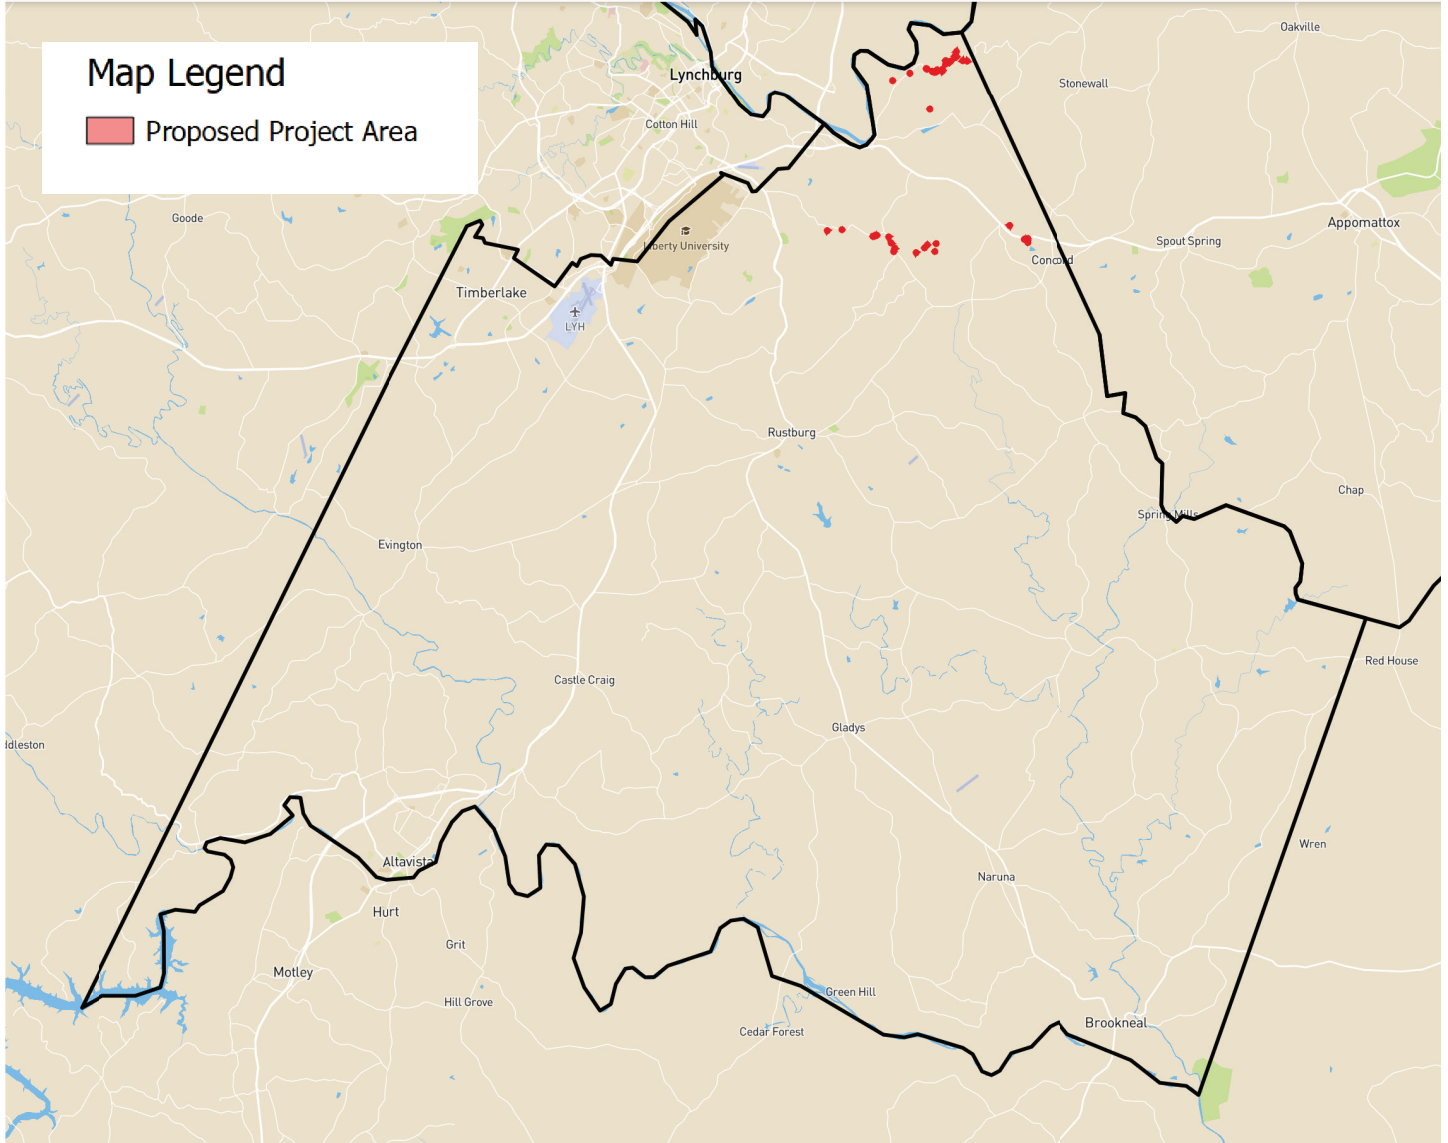 Oakville
Map Legend
Lynchburg
Stonewall
Proposed Project Area
Cotton Hill
Goode
Appomattox
Liberty University
Spout Spring
Concord
Timberlake
LYH
Rustburg
Chap
Spring Mills
Evington
Red House
Castle Craig
Gladys
ddleston
Wren
Altavista
Naruna
Hurt
Grit
Motley
Green Hill
Hill Grove
Brookneal
Cedar Forest